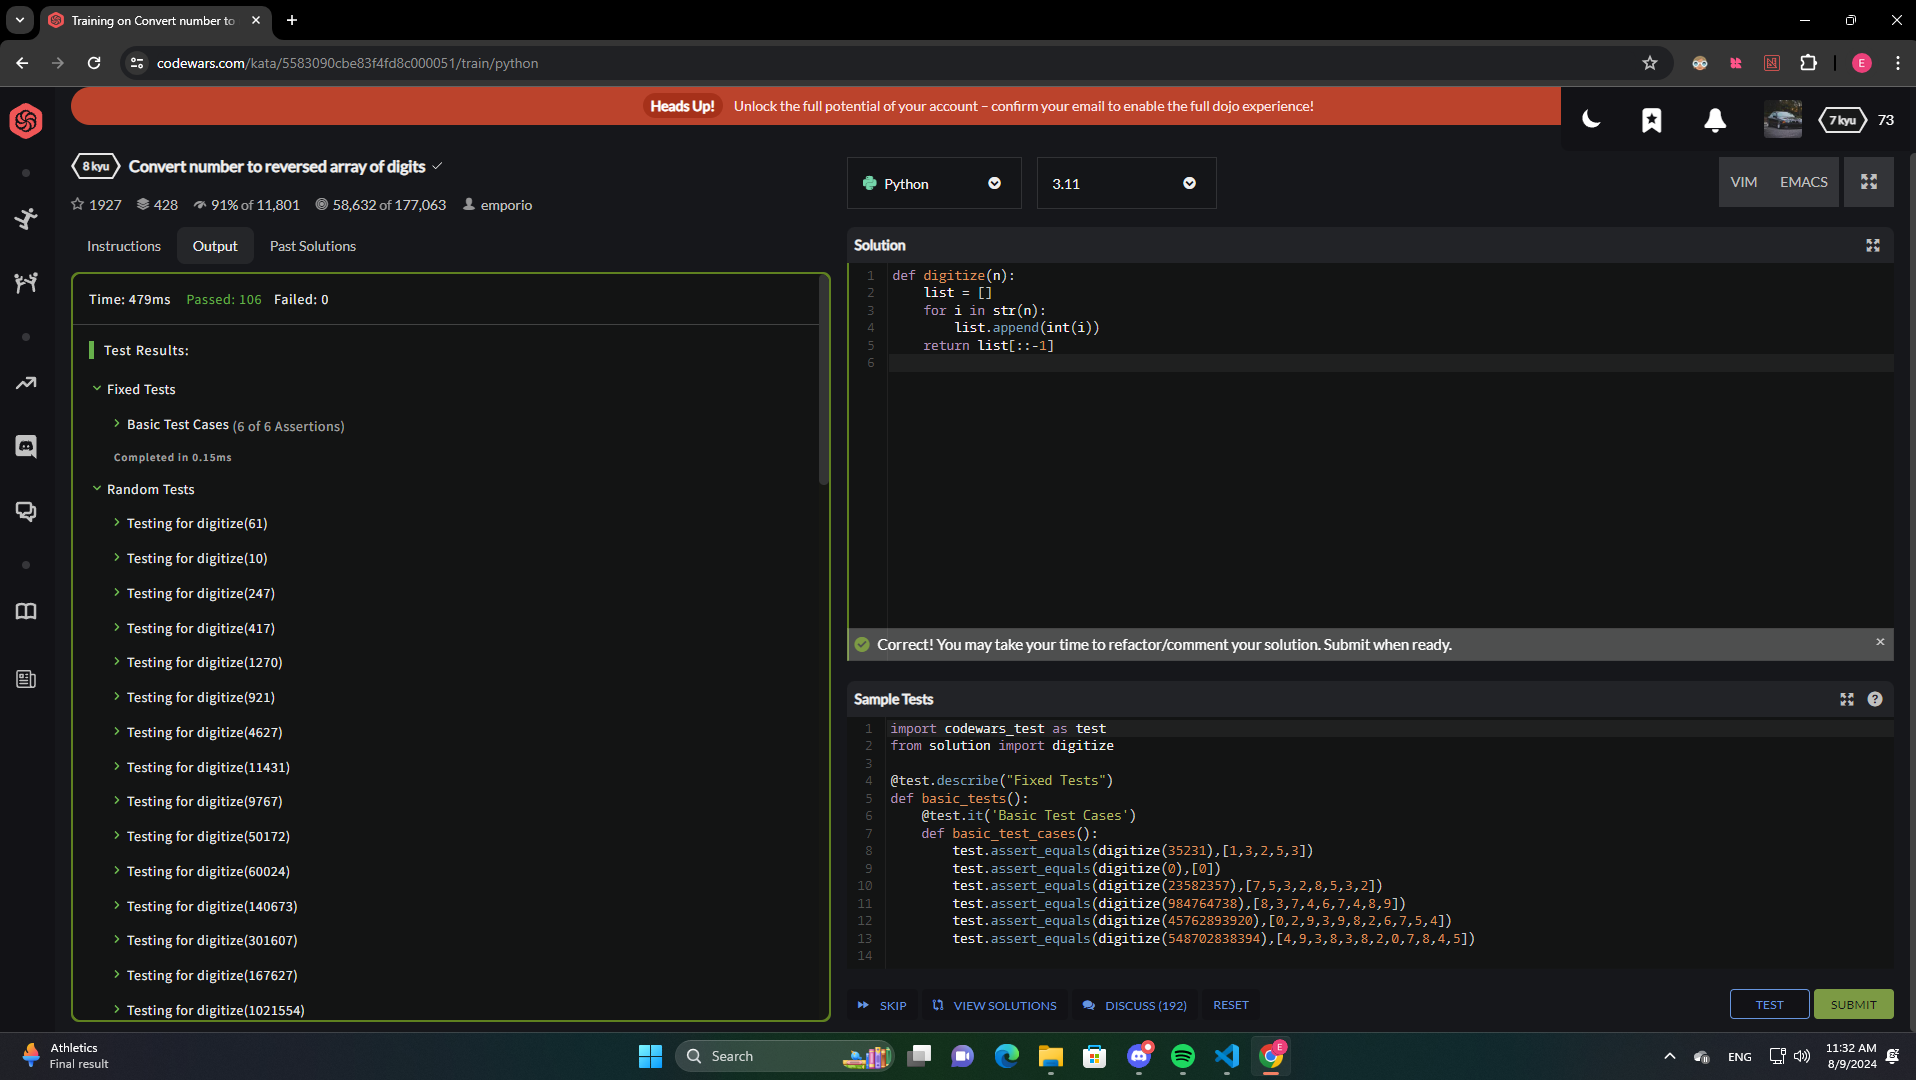 Training on Convert number to
codewars.com/kata/5583090cbe83f4fd8c000051/train/python
E
Heads Up! Unlock the full potential of your account – confirm your email to enable the full dojo experience!
7 kyu 73
8 kyu Convert number to reversed array of digits
1927 428 91% of 11,801 58,632 of 177,063 emporio
Instructions Output Past Solutions
Time: 479ms Passed: 106 Failed: 0
Test Results:
Fixed Tests
Basic Test Cases (6 of 6 Assertions)
Completed in 0.15ms
Random Tests
Testing for digitize(61)
Testing for digitize(10)
Testing for digitize(247)
Testing for digitize(417)
Testing for digitize(1270)
Testing for digitize(921)
Testing for digitize(4627)
Testing for digitize(11431)
Testing for digitize(9767)
Testing for digitize(50172)
Testing for digitize(60024)
Testing for digitize(140673)
Testing for digitize(301607)
Testing for digitize(167627)
Testing for digitize(1021554)
Python 3.11 VIM EMACS
Solution
1 def digitize(n):
2     list = []
3     for i in str(n):
4         list.append(int(i))
5     return list[::-1]
6
Correct! You may take your time to refactor/comment your solution. Submit when ready.
Sample Tests
1 import codewars_test as test
2 from solution import digitize
3
4 @test.describe("Fixed Tests")
5 def basic_tests():
6     @test.it('Basic Test Cases')
7     def basic_test_cases():
8         test.assert_equals(digitize(35231),[1,3,2,5,3])
9         test.assert_equals(digitize(0),[0])
10         test.assert_equals(digitize(23582357),[7,5,3,2,8,5,3,2])
11         test.assert_equals(digitize(984764738),[8,3,7,4,6,7,4,8,9])
12         test.assert_equals(digitize(45762893920),[0,2,9,3,9,8,2,6,7,5,4])
13         test.assert_equals(digitize(548702838394),[4,9,3,8,3,8,2,0,7,8,4,5])
14
SKIP VIEW SOLUTIONS DISCUSS (192) RESET TEST SUBMIT
Athletics
Final result
Search
E
ENG
11:32 AM
8/9/2024